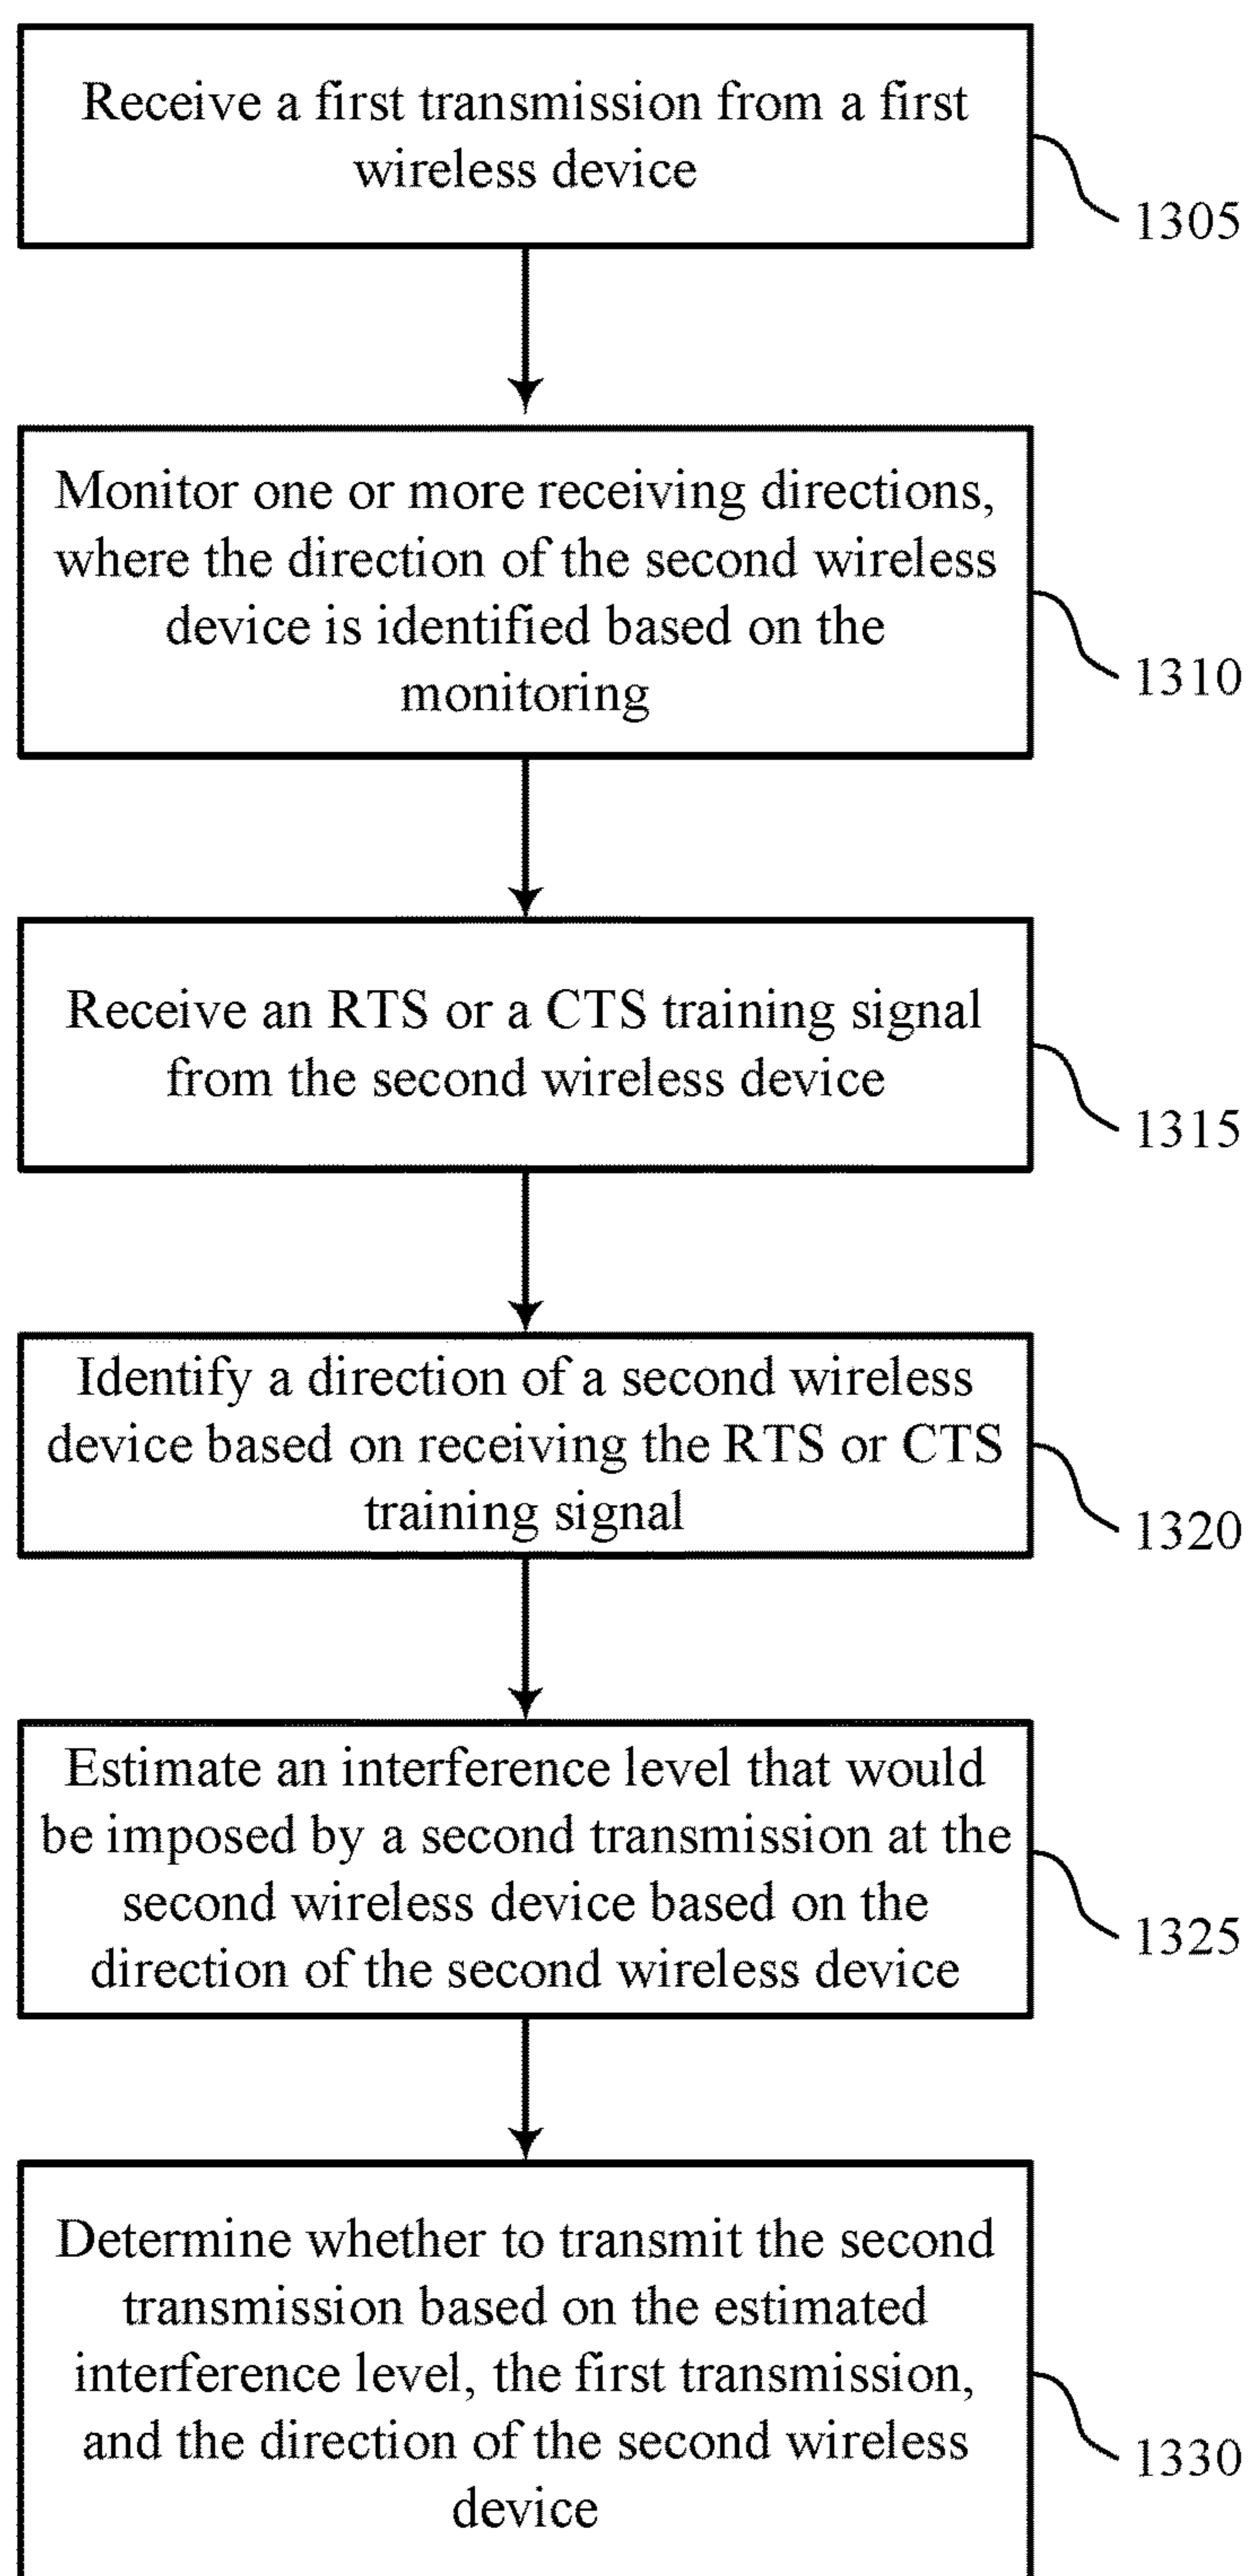 Receive a first transmission from a first
wireless device
1305
Monitor one or more receiving directions,
where the direction of the second wireless
device is identified based on the
monitoring
1310
Receive an RTS or a CTS training signal
from the second wireless device
1315
Identify a direction of a second wireless
device based on receiving the RTS or CTS
training signal
1320
Estimate an interference level that would
be imposed by a second transmission at the
second wireless device based on the
direction of the second wireless device
1325
Determine whether to transmit the second
transmission based on the estimated
interference level, the first transmission,
and the direction of the second wireless
device
1330